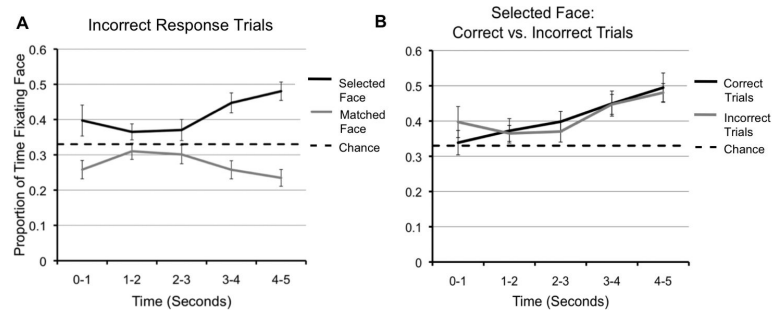 A
Incorrect Response Trials
Proportion of Time Fixating Face
0.6
0.5
0.4
0.3
0.2
0.1
0
0-1 1-2 2-3 3-4 4-5
Time (Seconds)
Selected
Face
Matched
Face
Chance
B
Selected Face:
Correct vs. Incorrect Trials
0.6
0.5
0.4
0.3
0.2
0.1
0
0-1 1-2 2-3 3-4 4-5
Time (Seconds)
Correct
Trials
Incorrect
Trials
Chance